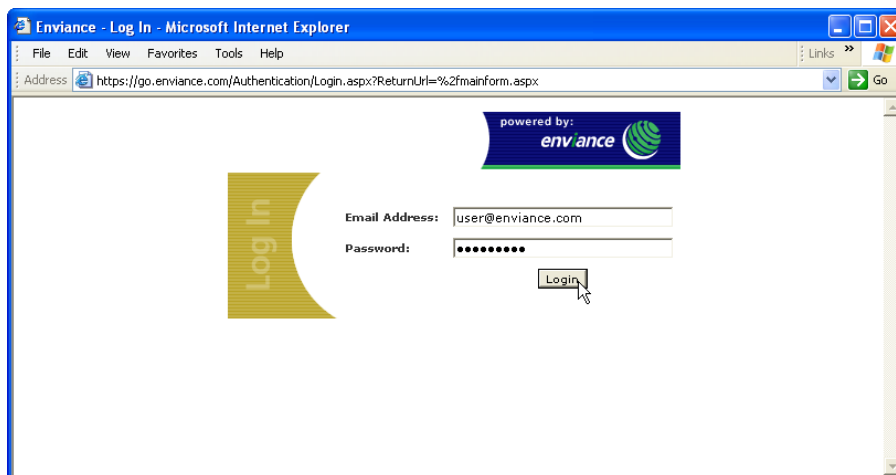 Enviance - Log In - Microsoft Internet Explorer
File Edit View Favorites Tools Help Links »
Address https://go.enviance.com/Authentication/Login.aspx?ReturnUrl=%2fmainform.aspx Go
powered by:
enviance
Log In
Email Address: user@enviance.com
Password: •••••••••
Login